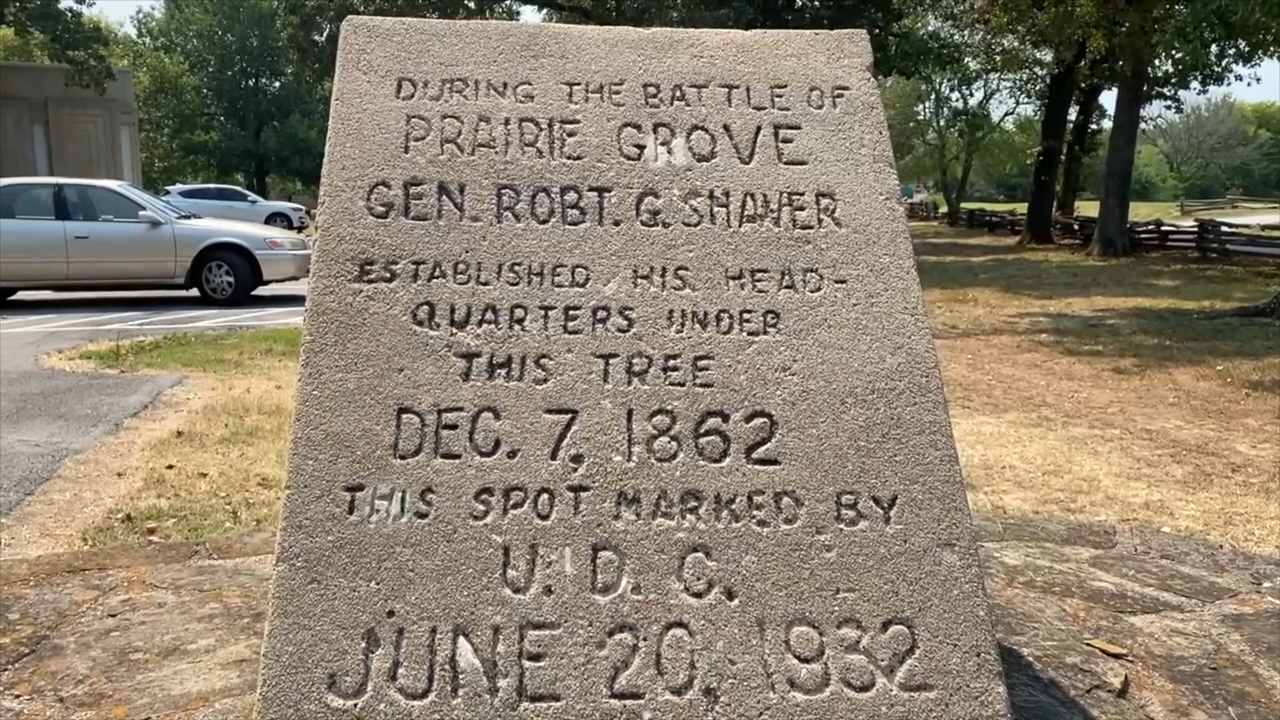 DURING THE BATTLE OF
PRAIRIE GROVE
GEN. ROBT. G. SHAVER
ESTABLISHED HIS HEAD-
QUARTERS UNDER
THIS TREE
DEC. 7, 1862
THIS SPOT MARKED BY
U. D. C.
JUNE 20, 1932